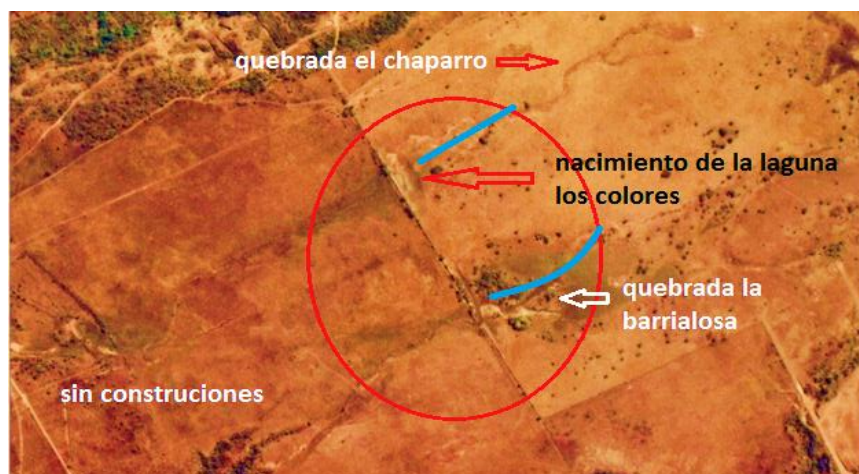 quebrada el chaparro
nacimiento de la laguna
los colores
quebrada la
barrialosa
sin construciones